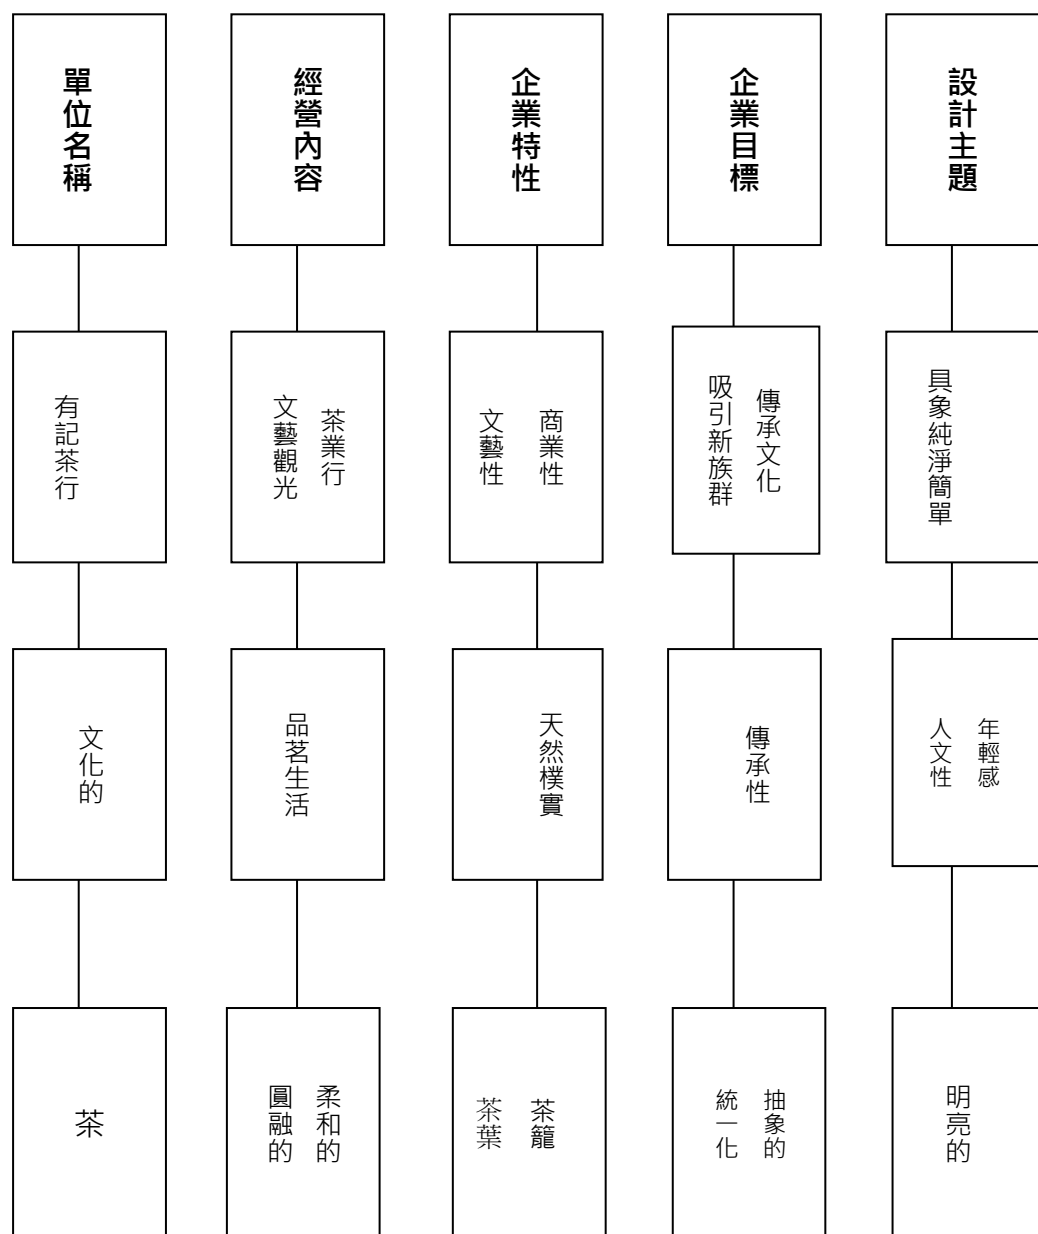 單位名稱
經營內容
企業特性
企業目標
設計主題
有記茶行
茶業行
文藝觀光
商業性
文藝性
傳承文化
吸引新族群
具象純淨簡單
文化的
品茗生活
天然樸實
傳承性
年輕感
人文性
茶
柔和的
圓融的
茶籠
茶葉
抽象的
統一化
明亮的